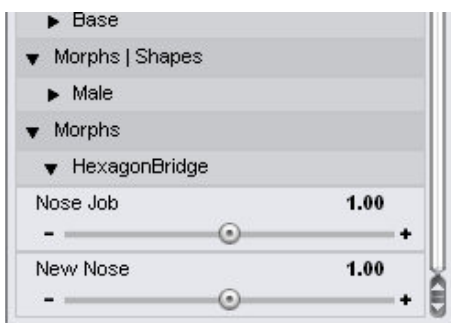 Base
Morphs | Shapes
Male
Morphs
HexagonBridge
Nose Job 1.00
- +
New Nose 1.00
- +